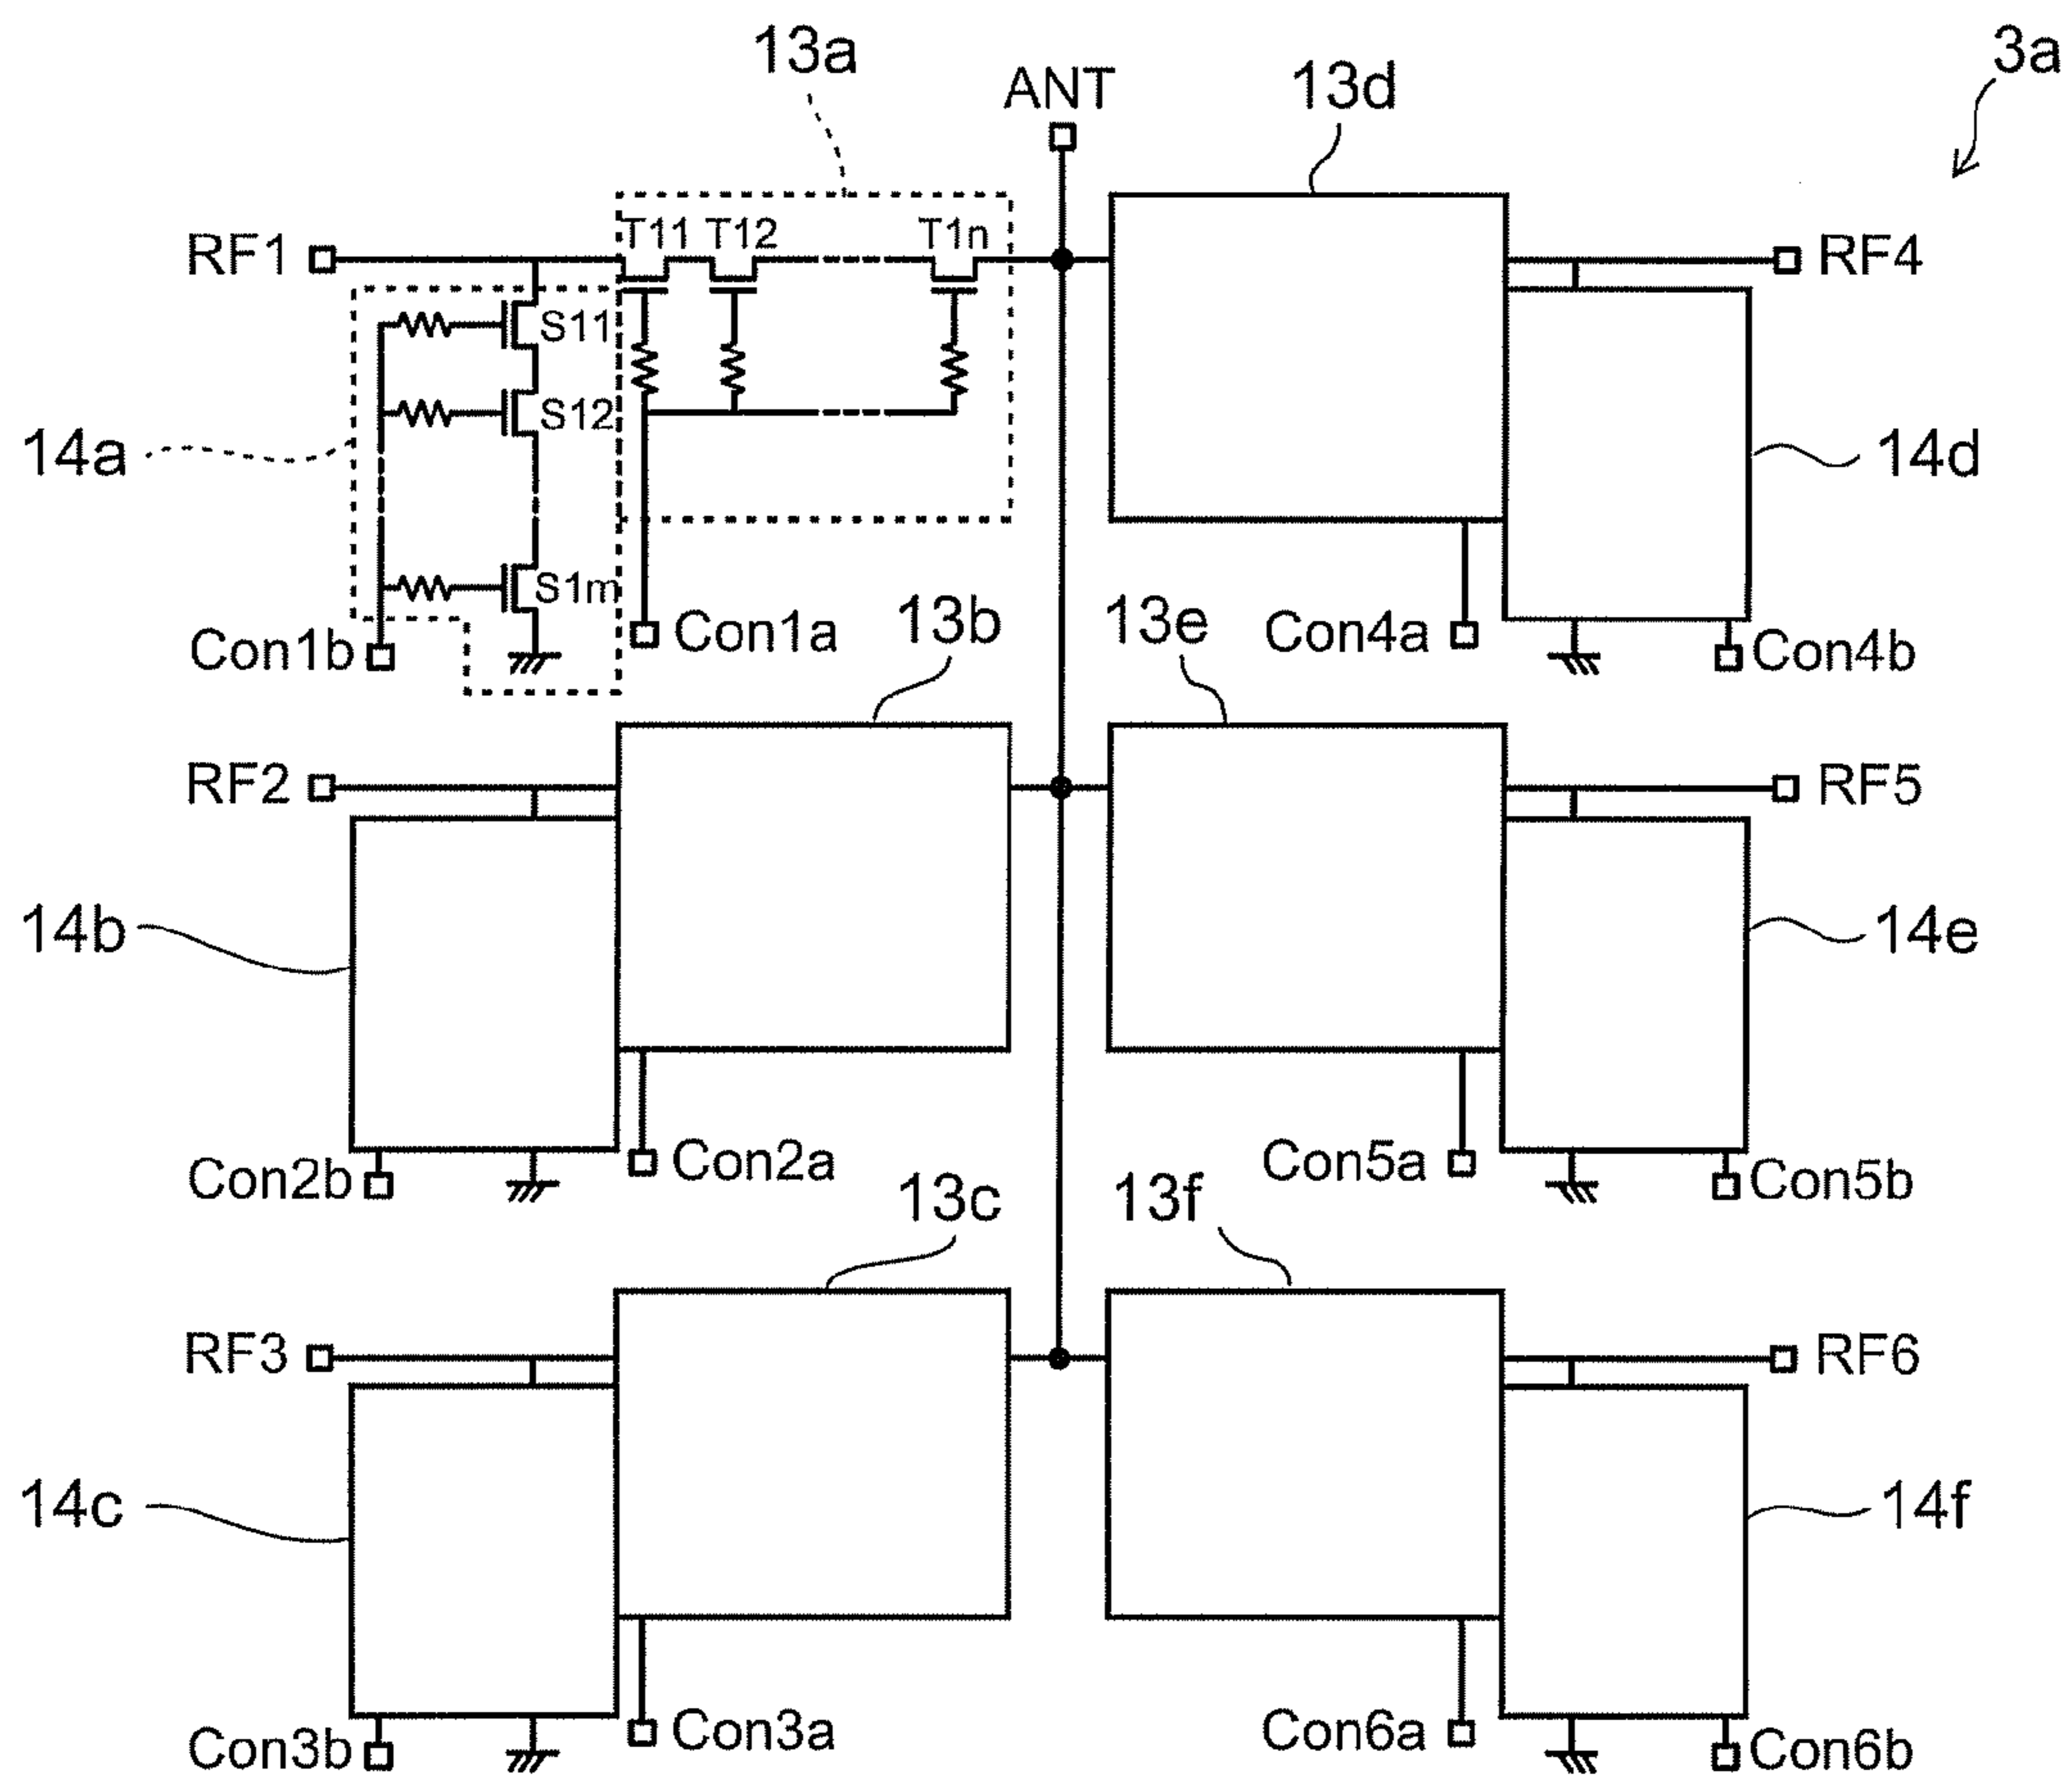 13a
ANT
13d
3a
RF1
T11
T12
T1n
RF4
S11
S12
14a
14d
S1m
Con1b
Con1a
13b
13e
Con4a
Con4b
RF2
RF5
14b
14e
Con2b
Con2a
Con5a
Con5b
13c
13f
RF3
RF6
14c
14f
Con3b
Con3a
Con6a
Con6b